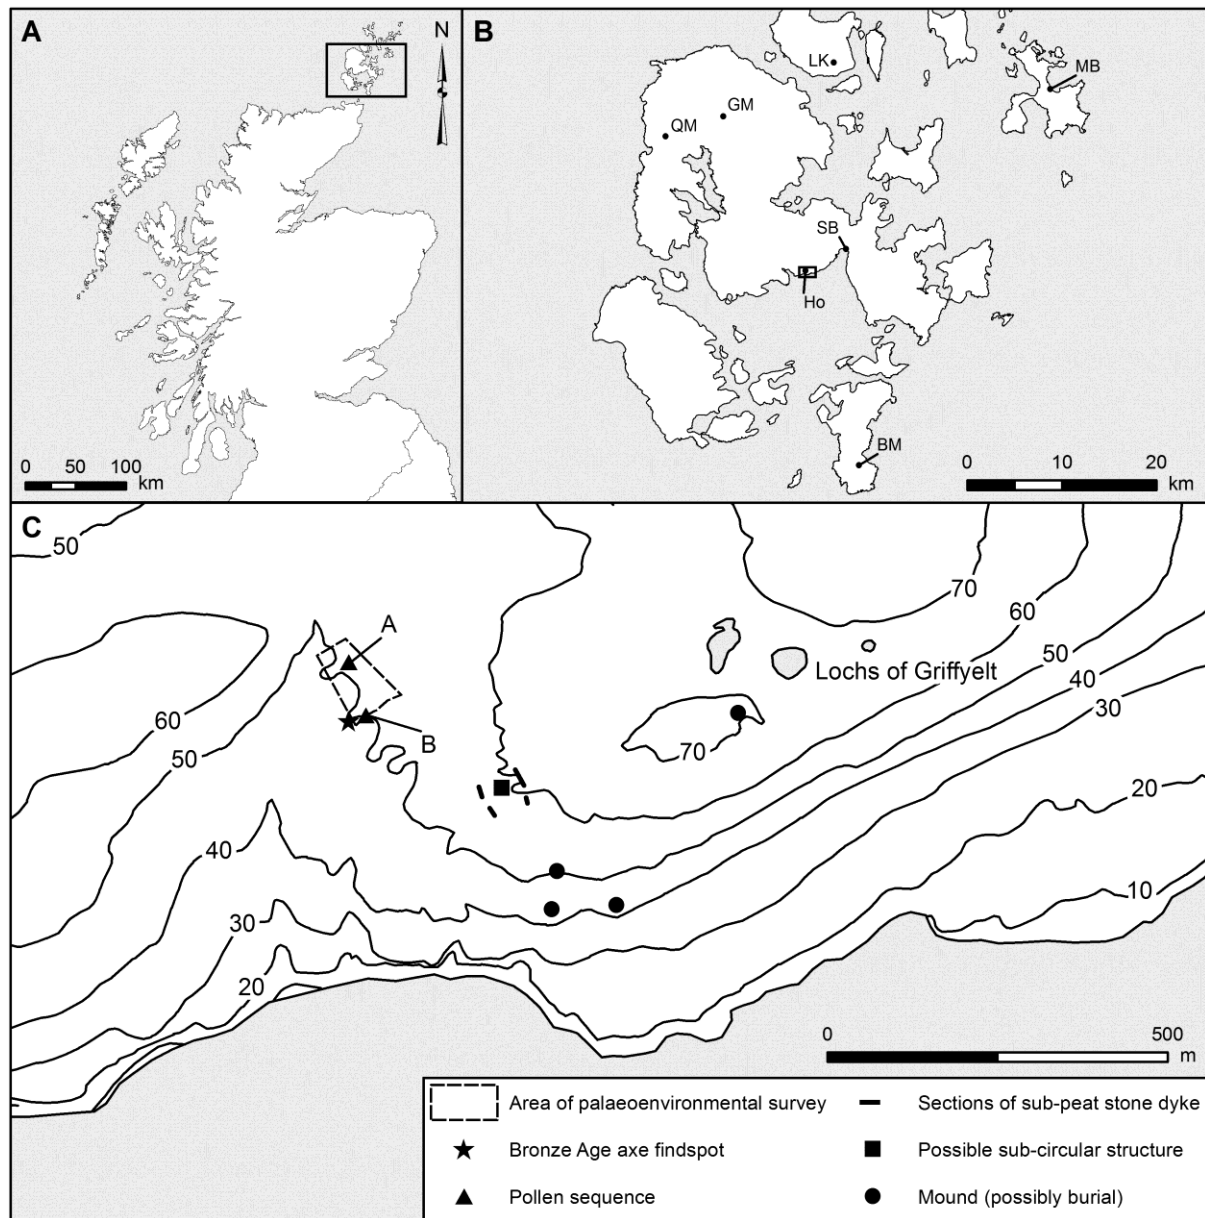 A
N
0 50 100
km
B
LK
MB
GM
QM
SB
Ho
BM
0 10 20
km
C
50
70
60
A
50
40
Lochs of Griffyelt
30
60
50
B
70
20
40
10
30
20
0 500
m
Area of palaeoenvironmental survey
Bronze Age axe findspot
Pollen sequence
Sections of sub-peat stone dyke
Possible sub-circular structure
Mound (possibly burial)